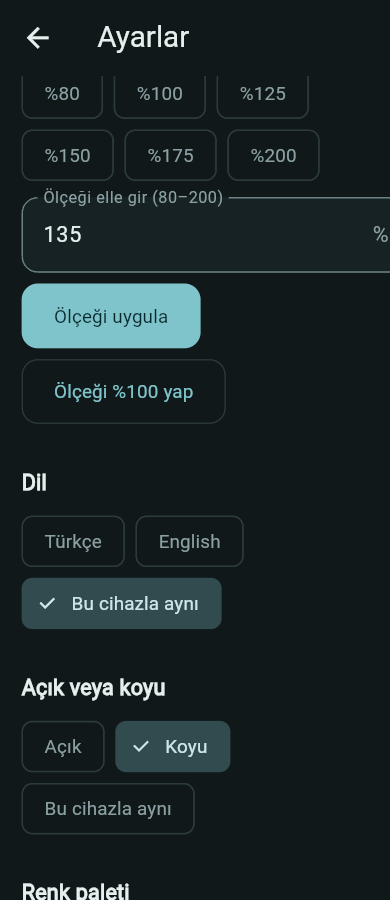 Ayarlar
%80 %100 %125
%150 %175 %200
Ölçeği elle gir (80–200)
135 %
Ölçeği uygula
Ölçeği %100 yap
Dil
Türkçe English
Bu cihazla aynı
Açık veya koyu
Açık Koyu
Bu cihazla aynı
Renk paleti